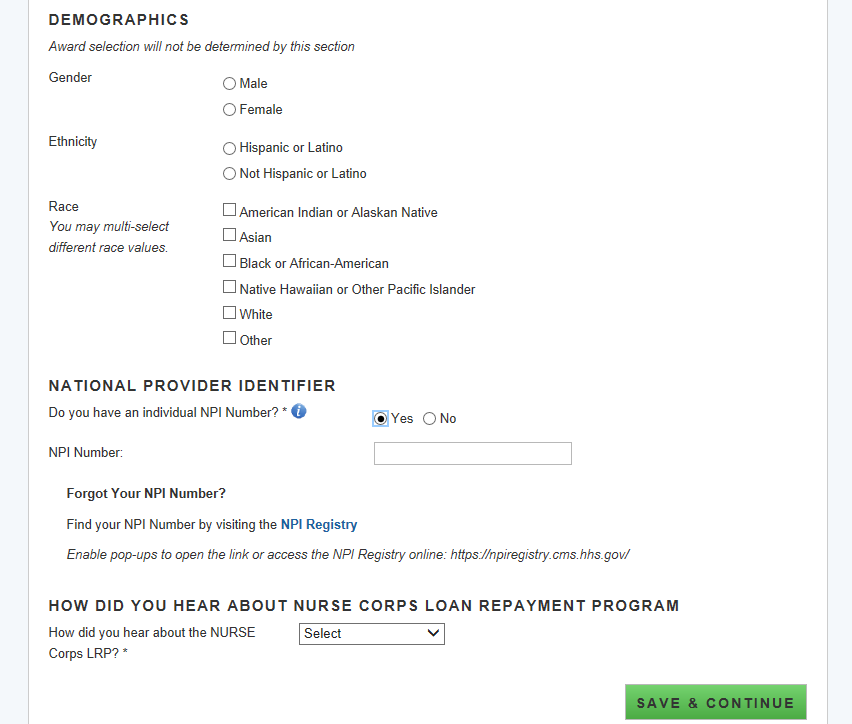 DEMOGRAPHICS
Award selection will not be determined by this section
Gender
Male
Female
Ethnicity
Hispanic or Latino
Not Hispanic or Latino
Race
You may multi-select
different race values.
American Indian or Alaskan Native
Asian
Black or African-American
Native Hawaiian or Other Pacific Islander
White
Other
NATIONAL PROVIDER IDENTIFIER
Do you have an individual NPI Number? * i
Yes No
NPI Number:
Forgot Your NPI Number?
Find your NPI Number by visiting the NPI Registry
Enable pop-ups to open the link or access the NPI Registry online: https://npiregistry.cms.hhs.gov/
HOW DID YOU HEAR ABOUT NURSE CORPS LOAN REPAYMENT PROGRAM
How did you hear about the NURSE
Corps LRP? *
Select
SAVE & CONTINUE